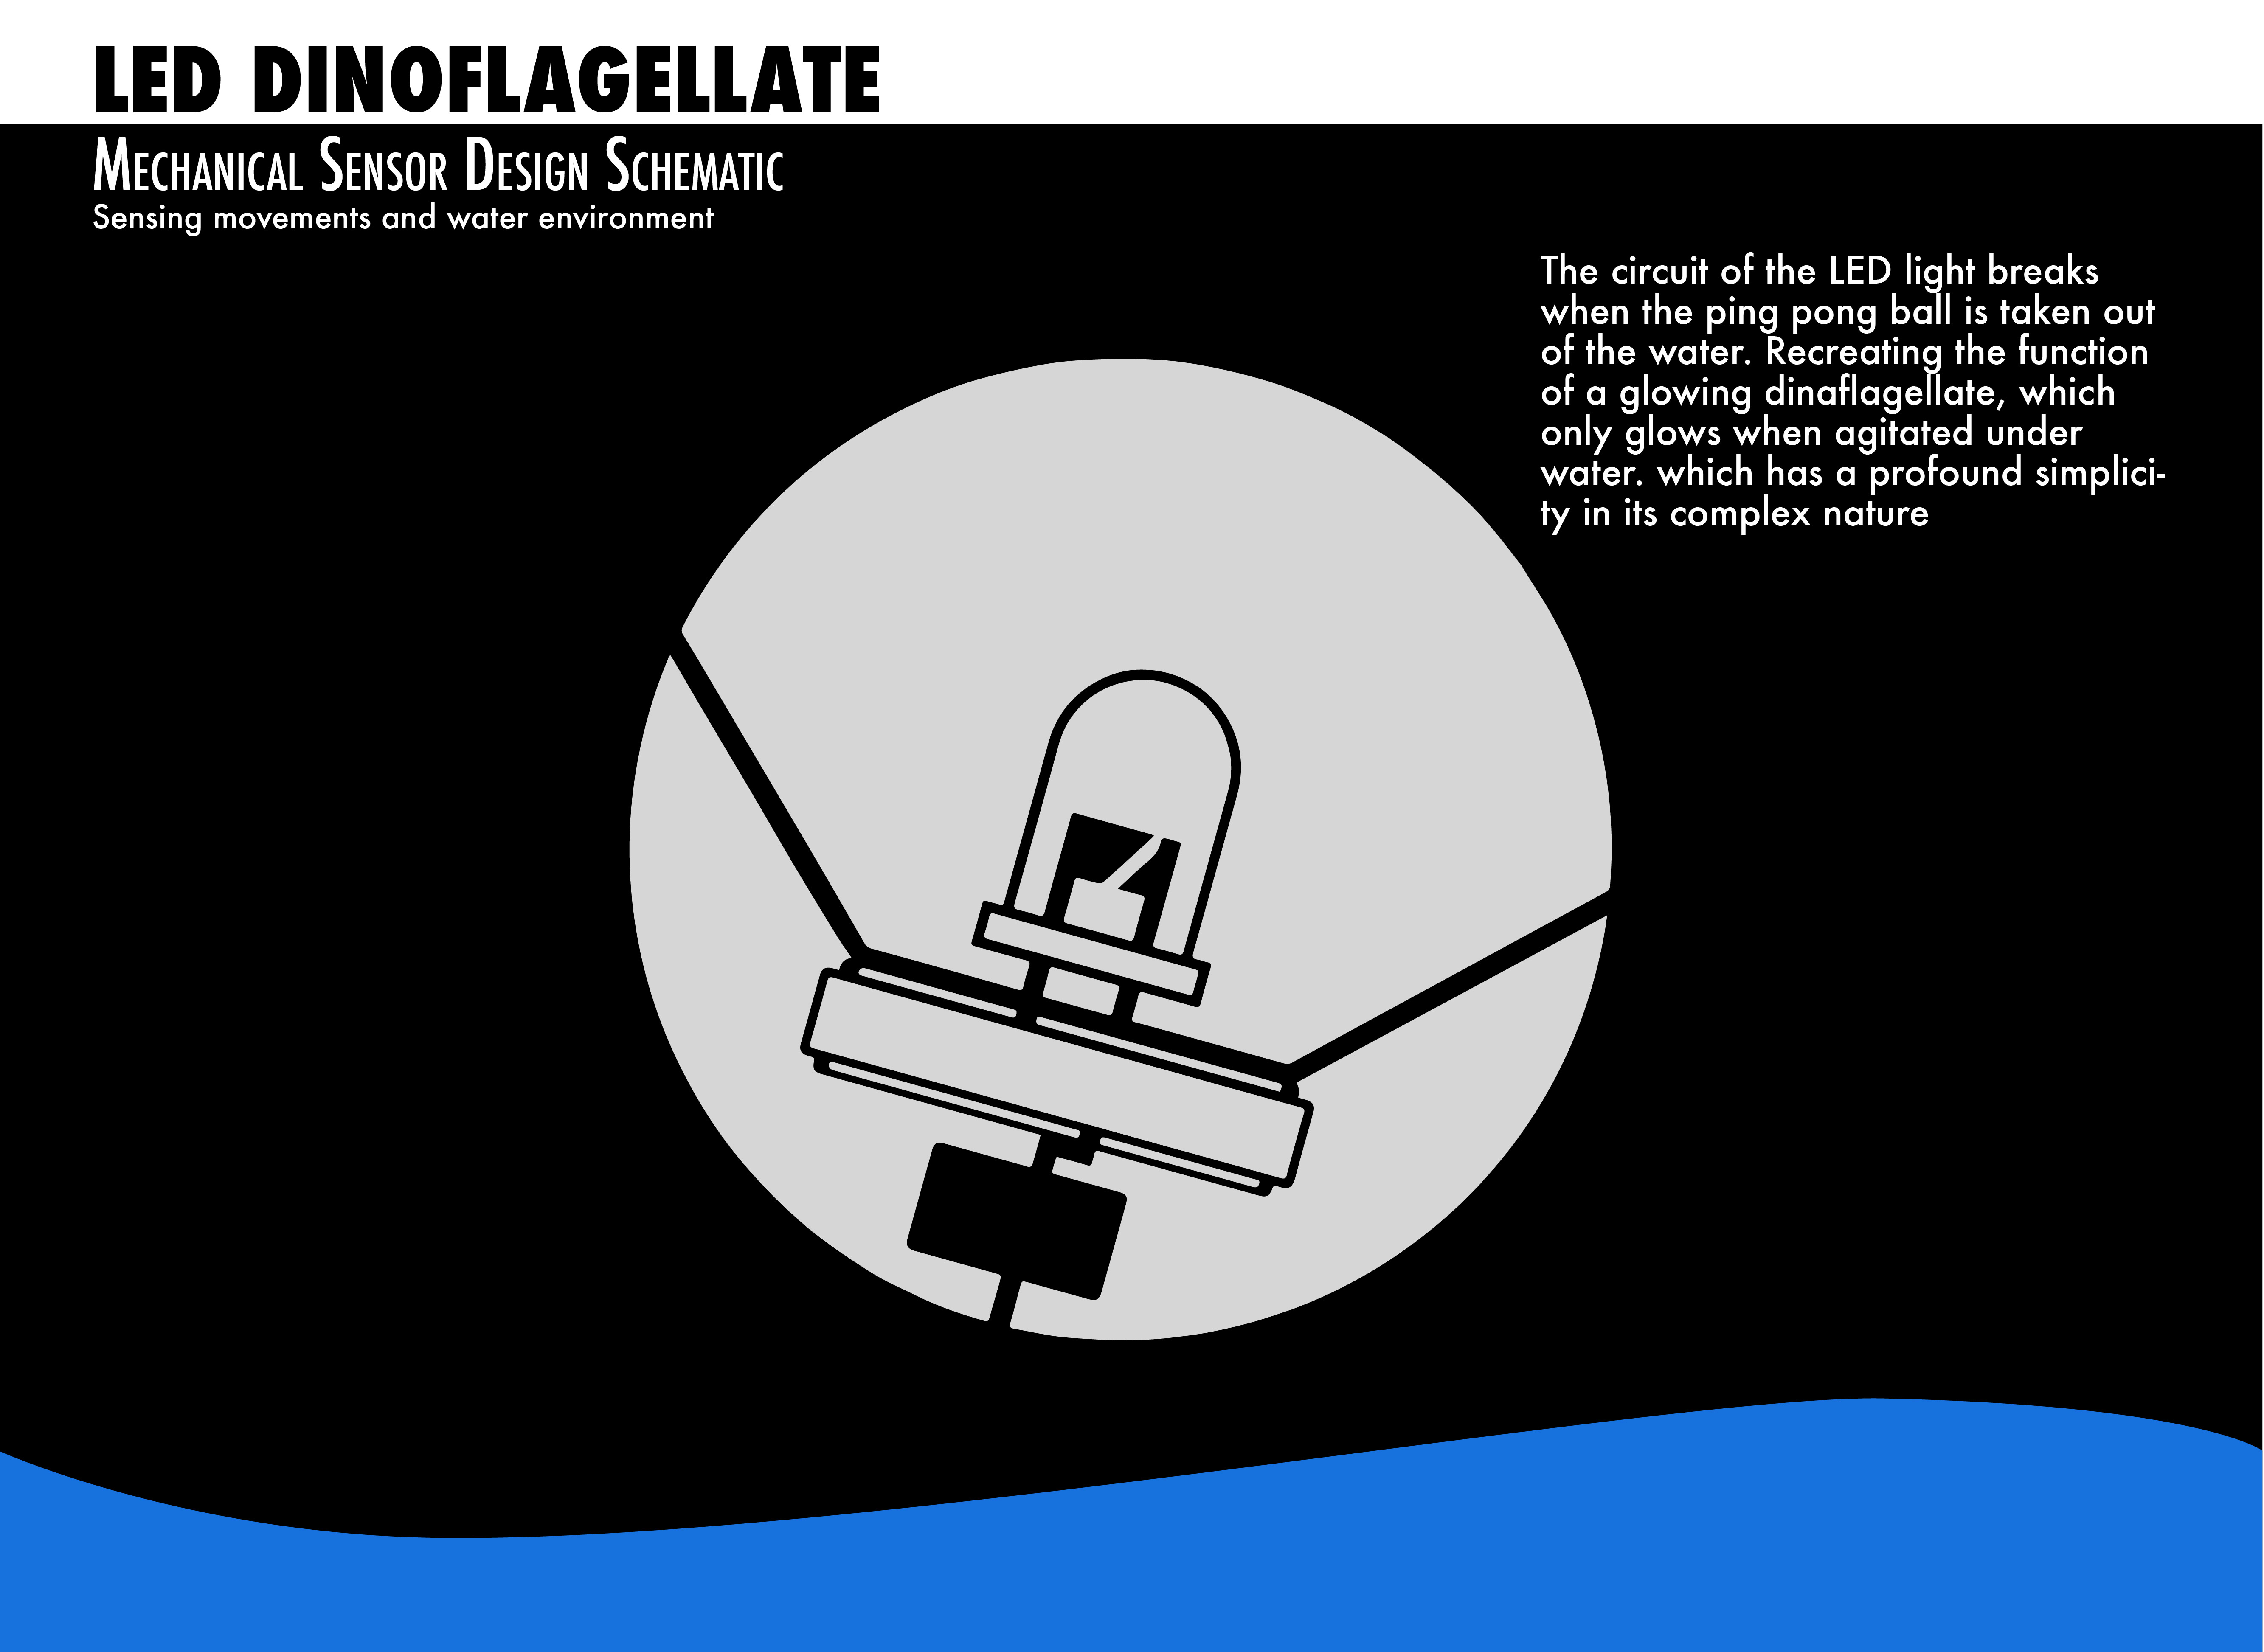 LED DINOFLAGELLATE
Mechanical Sensor Design Schematic
Sensing movements and water environment
The circuit of the LED light breaks
when the ping pong ball is taken out
of the water. Recreating the function
of a glowing dinaflagellate, which
only glows when agitated under
water. which has a profound simplici-
ty in its complex nature